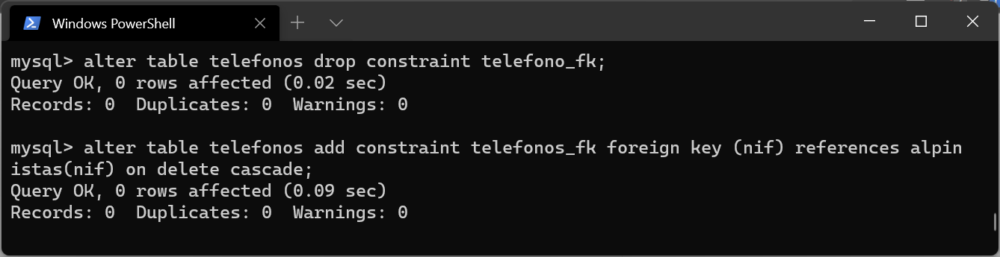 Windows PowerShell
mysql> alter table telefonos drop constraint telefono_fk;
Query OK, 0 rows affected (0.02 sec)
Records: 0  Duplicates: 0  Warnings: 0
mysql> alter table telefonos add constraint telefonos_fk foreign key (nif) references alpin
istas(nif) on delete cascade;
Query OK, 0 rows affected (0.09 sec)
Records: 0  Duplicates: 0  Warnings: 0